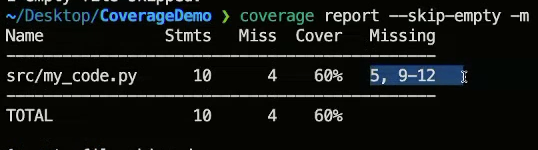 ~/Desktop/CoverageDemo ❯ coverage report --skip-empty -m
Name Stmts Miss Cover Missing
src/my_code.py 10 4 60% 5, 9-12
TOTAL 10 4 60%